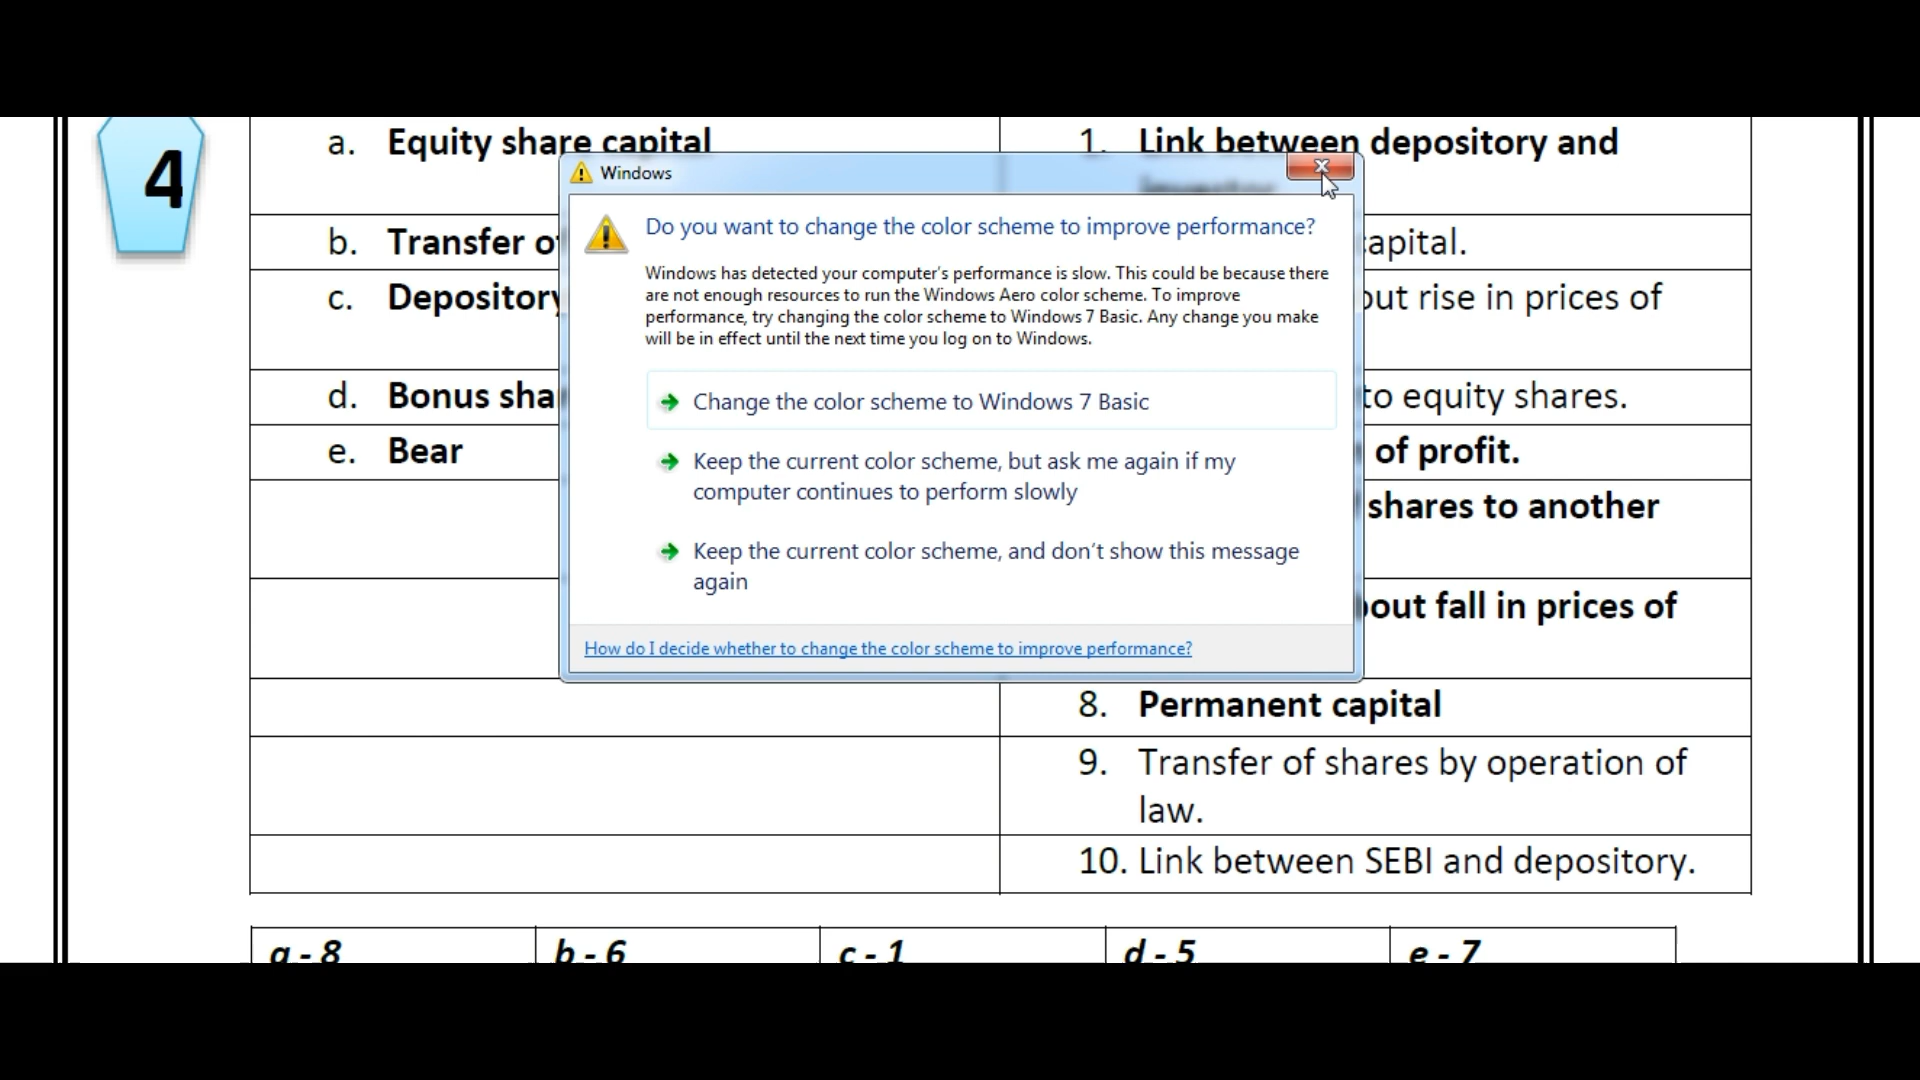 4
a. Equity share capital
1. Link between depository and
b. Transfer of
capital.
c. Depository
out rise in prices of
d. Bonus sha
to equity shares.
e. Bear
of profit.
shares to another
out fall in prices of
8. Permanent capital
9. Transfer of shares by operation of
law.
10. Link between SEBI and depository.
a - 8 b - 6 c - 1 d - 5 e - 7
Windows
Do you want to change the color scheme to improve performance?
Windows has detected your computer's performance is slow. This could be because there
are not enough resources to run the Windows Aero color scheme. To improve
performance, try changing the color scheme to Windows 7 Basic. Any change you make
will be in effect until the next time you log on to Windows.
Change the color scheme to Windows 7 Basic
Keep the current color scheme, but ask me again if my
computer continues to perform slowly
Keep the current color scheme, and don't show this message
again
How do I decide whether to change the color scheme to improve performance?